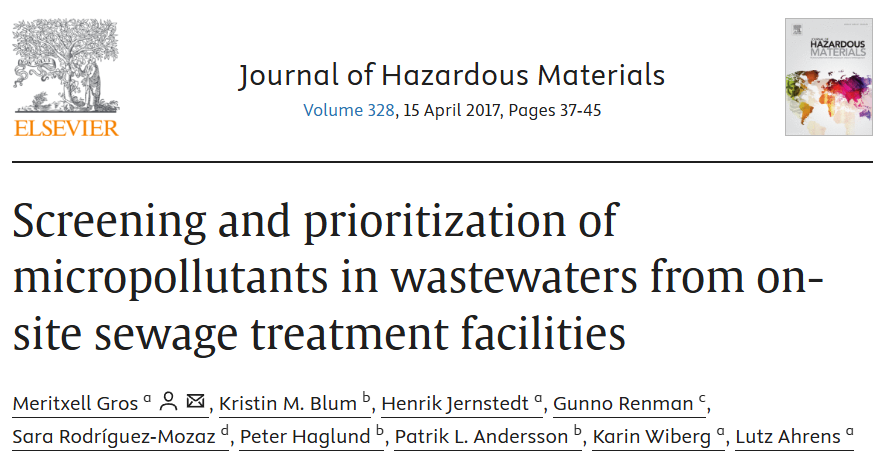 ELSEVIER
Journal of Hazardous Materials
Volume 328, 15 April 2017, Pages 37-45
HAZARDOUS
MATERIALS
Screening and prioritization of
micropollutants in wastewaters from on-
site sewage treatment facilities
Meritxell Gros a, Kristin M. Blum b, Henrik Jernstedt a, Gunno Renman c,
Sara Rodríguez-Mozaz d, Peter Haglund b, Patrik L. Andersson b, Karin Wiberg a, Lutz Ahrens a